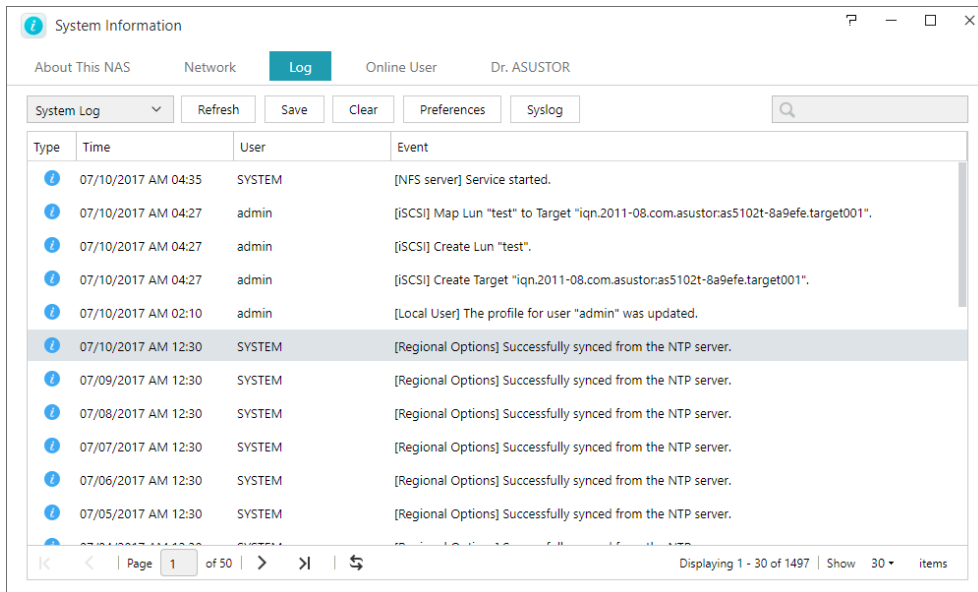 System Information
About This NAS Network Log Online User Dr. ASUSTOR
System Log Refresh Save Clear Preferences Syslog
Type Time User Event
07/10/2017 AM 04:35 SYSTEM [NFS server] Service started.
07/10/2017 AM 04:27 admin [iSCSI] Map Lun "test" to Target "iqn.2011-08.com.asustor:as5102t-8a9efe.target001".
07/10/2017 AM 04:27 admin [iSCSI] Create Lun "test".
07/10/2017 AM 04:27 admin [iSCSI] Create Target "iqn.2011-08.com.asustor:as5102t-8a9efe.target001".
07/10/2017 AM 02:10 admin [Local User] The profile for user "admin" was updated.
07/10/2017 AM 12:30 SYSTEM [Regional Options] Successfully synced from the NTP server.
07/09/2017 AM 12:30 SYSTEM [Regional Options] Successfully synced from the NTP server.
07/08/2017 AM 12:30 SYSTEM [Regional Options] Successfully synced from the NTP server.
07/07/2017 AM 12:30 SYSTEM [Regional Options] Successfully synced from the NTP server.
07/06/2017 AM 12:30 SYSTEM [Regional Options] Successfully synced from the NTP server.
07/05/2017 AM 12:30 SYSTEM [Regional Options] Successfully synced from the NTP server.
Page 1 of 50 Displaying 1 - 30 of 1497 Show 30 items